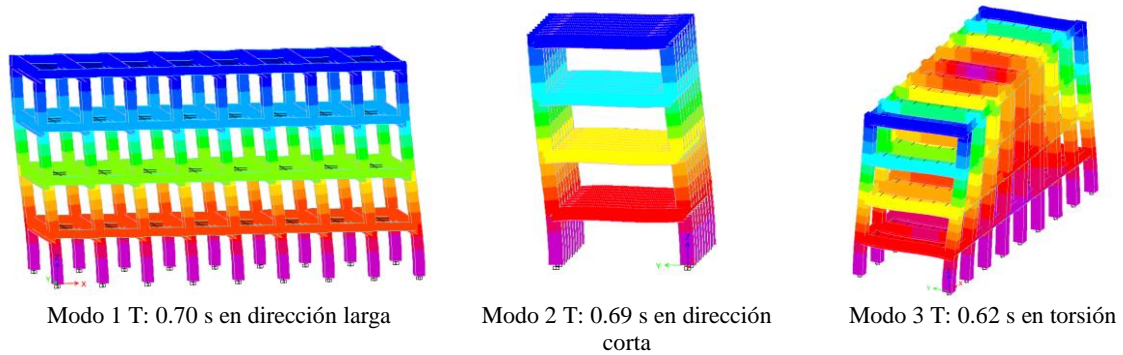 Modo 1 T: 0.70 s en dirección larga
Modo 2 T: 0.69 s en dirección
corta
Modo 3 T: 0.62 s en torsión